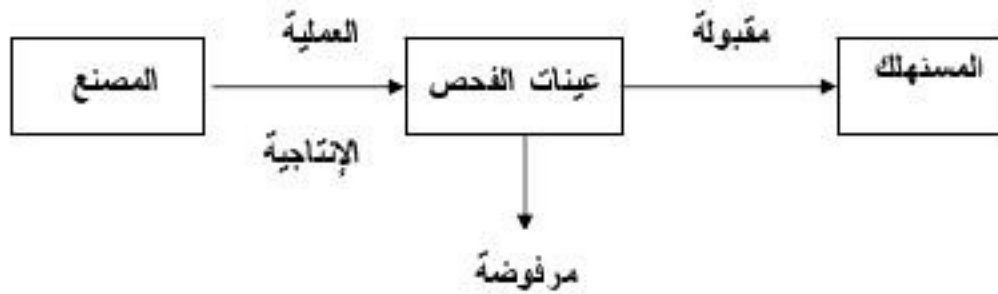 العملية
مقبولة
المصنع
عينات الفحص
المستهلك
الإنتاجية
مرفوضة